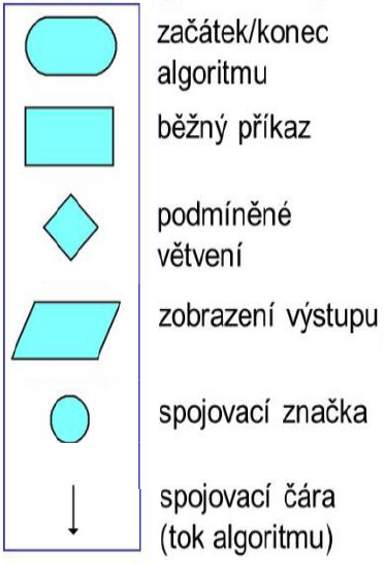 začátek/konec
algoritmu
běžný příkaz
podmíněné
větvení
zobrazení výstupu
spojovací značka
spojovací čára
(tok algoritmu)